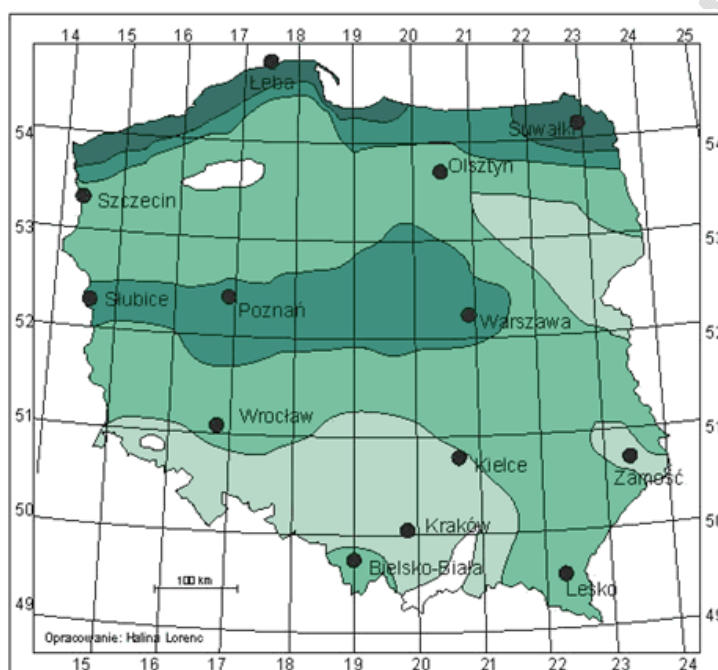 14 15 16 17 18 19 20 21 22 23 24 25
Łeba
Suwałki
54
54
Olsztyn
Szczecin
53
53
Słubice
Poznań
Warszawa
52
52
Wrocław
51
51
Kielce
Zamość
50
Kraków
50
Bielsko-Biała
Lesko
100 km
49
49
Opracowanie: Halina Lorenc
15 16 17 18 19 20 21 22 23 24